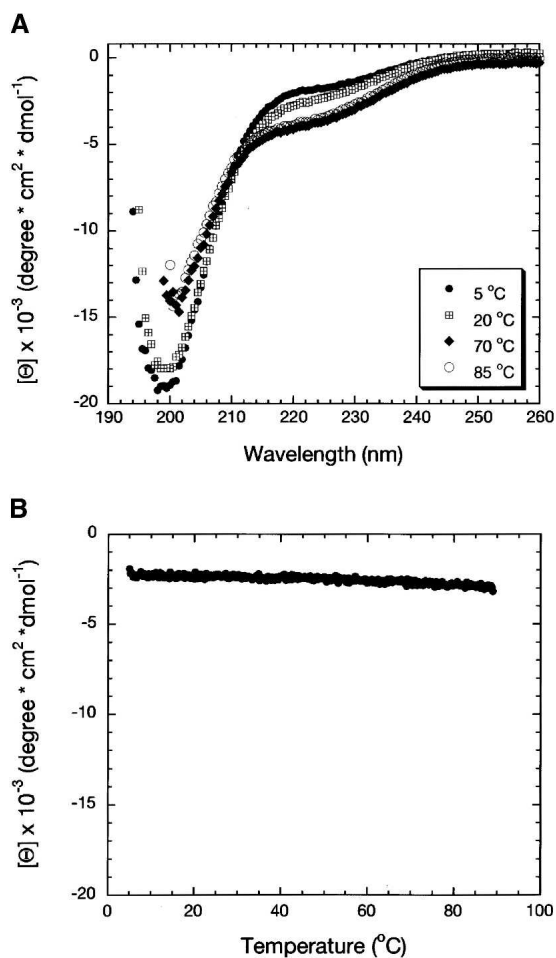 A
[Θ] x 10⁻³ (degree * cm² * dmol⁻¹)
0
-5
-10
-15
-20
5 °C
20 °C
70 °C
85 °C
190 200 210 220 230 240 250 260
Wavelength (nm)
B
[Θ] x 10⁻³ (degree * cm² *dmol⁻¹)
0
-5
-10
-15
-20
0 20 40 60 80 100
Temperature (°C)